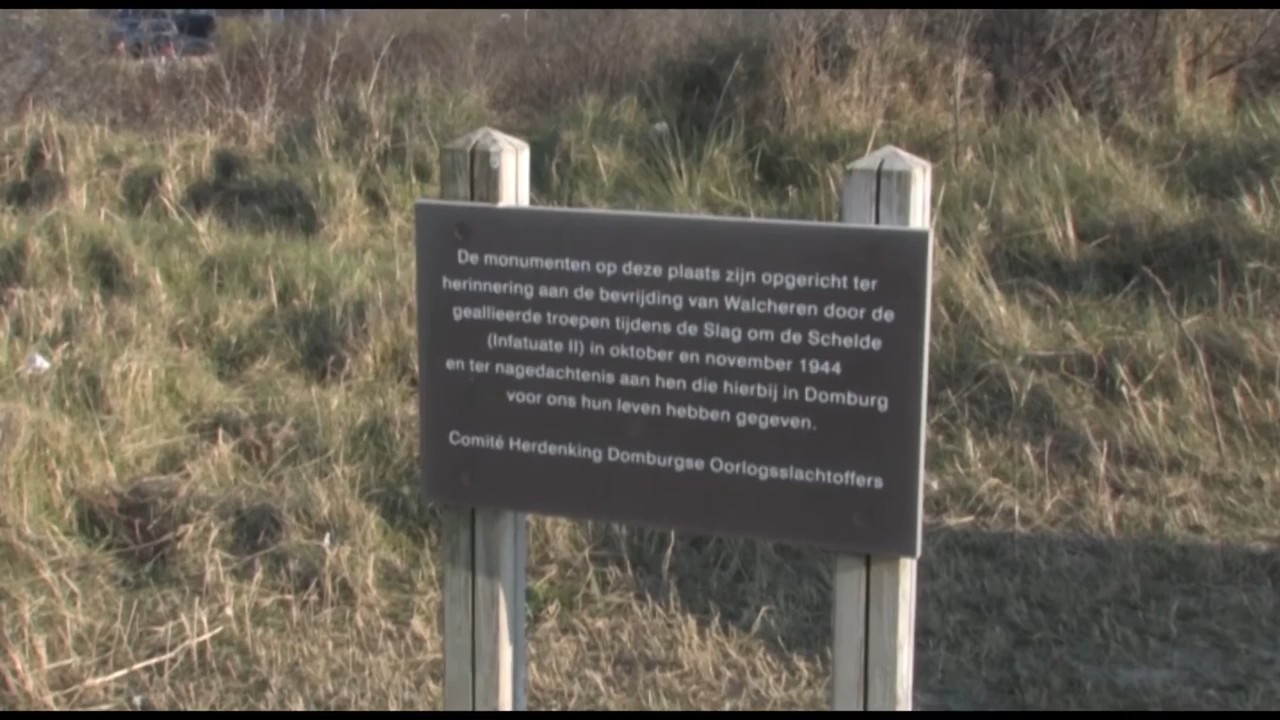 De monumenten op deze plaats zijn opgericht ter
herinnering aan de bevrijding van Walcheren door de
geallieerde troepen tijdens de Slag om de Schelde
(Infatuate II) in oktober en november 1944
en ter nagedachtenis aan hen die hierbij in Domburg
voor ons hun leven hebben gegeven.
Comité Herdenking Domburgse Oorlogsslachtoffers